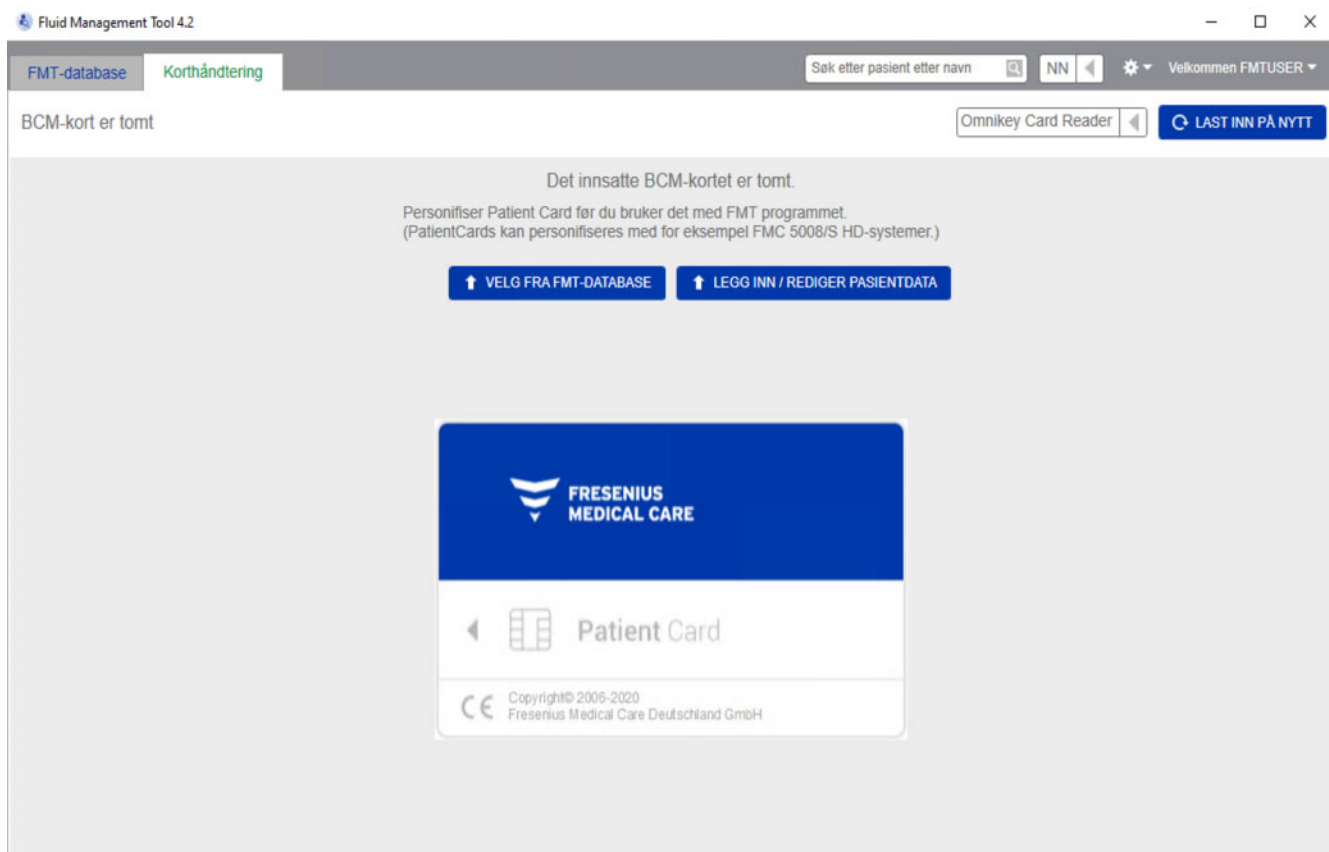 Fluid Management Tool 4.2
FMT-database
Korthåndtering
Søk etter pasient etter navn
NN
Velkommen FMTUSER
BCM-kort er tomt
Omnikey Card Reader
LAST INN PÅ NYTT
Det innsatte BCM-kortet er tomt.
Personifiser Patient Card før du bruker det med FMT programmet.
(PatientCards kan personifiseres med for eksempel FMC 5008/S HD-systemer.)
VELG FRA FMT-DATABASE
LEGG INN / REDIGER PASIENTDATA
FRESENIUS
MEDICAL CARE
Patient Card
CE
Copyright© 2006-2020
Fresenius Medical Care Deutschland GmbH